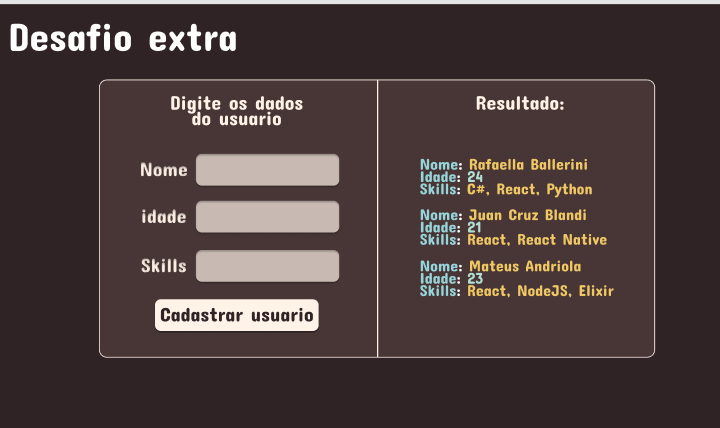 Desafio extra
Digite os dados
do usuario
Nome
idade
Skills
Cadastrar usuario
Resultado:
Nome: Rafaella Ballerini
Idade: 24
Skills: C#, React, Python
Nome: Juan Cruz Blandi
Idade: 21
Skills: React, React Native
Nome: Mateus Andriola
Idade: 23
Skills: React, NodeJS, Elixir